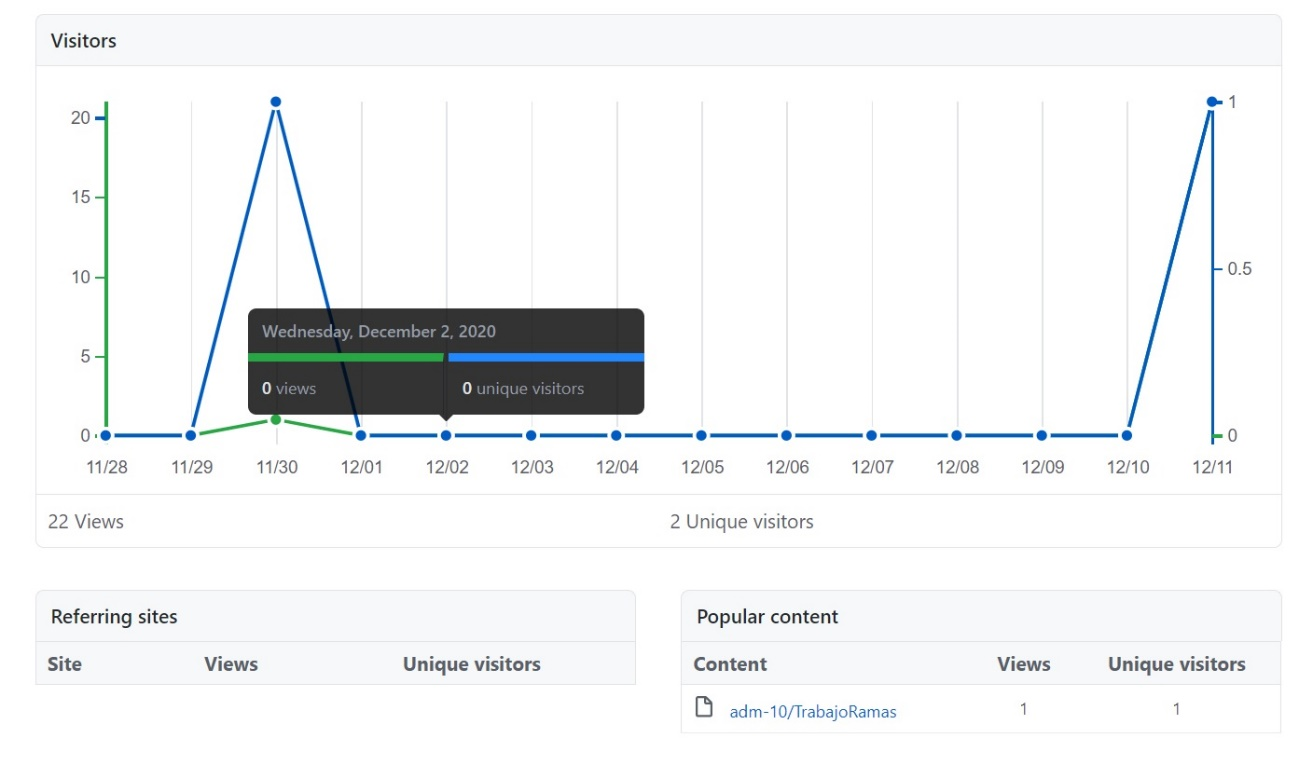 Visitors
20
15
10
5
0
1
0.5
0
Wednesday, December 2, 2020
0 views 0 unique visitors
11/28 11/29 11/30 12/01 12/02 12/03 12/04 12/05 12/06 12/07 12/08 12/09 12/10 12/11
22 Views 2 Unique visitors
Referring sites
Site Views Unique visitors
Popular content
Content Views Unique visitors
adm-10/TrabajoRamas 1 1